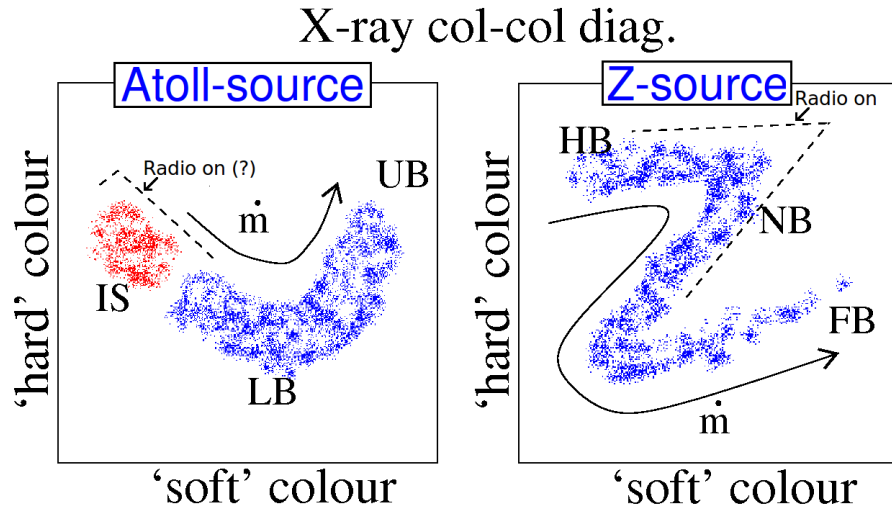 X-ray col-col diag.
Atoll-source
Radio on (?)
UB
ṁ
IS
LB
'hard' colour
'soft' colour
Z-source
Radio on
HB
NB
FB
ṁ
'hard' colour
'soft' colour